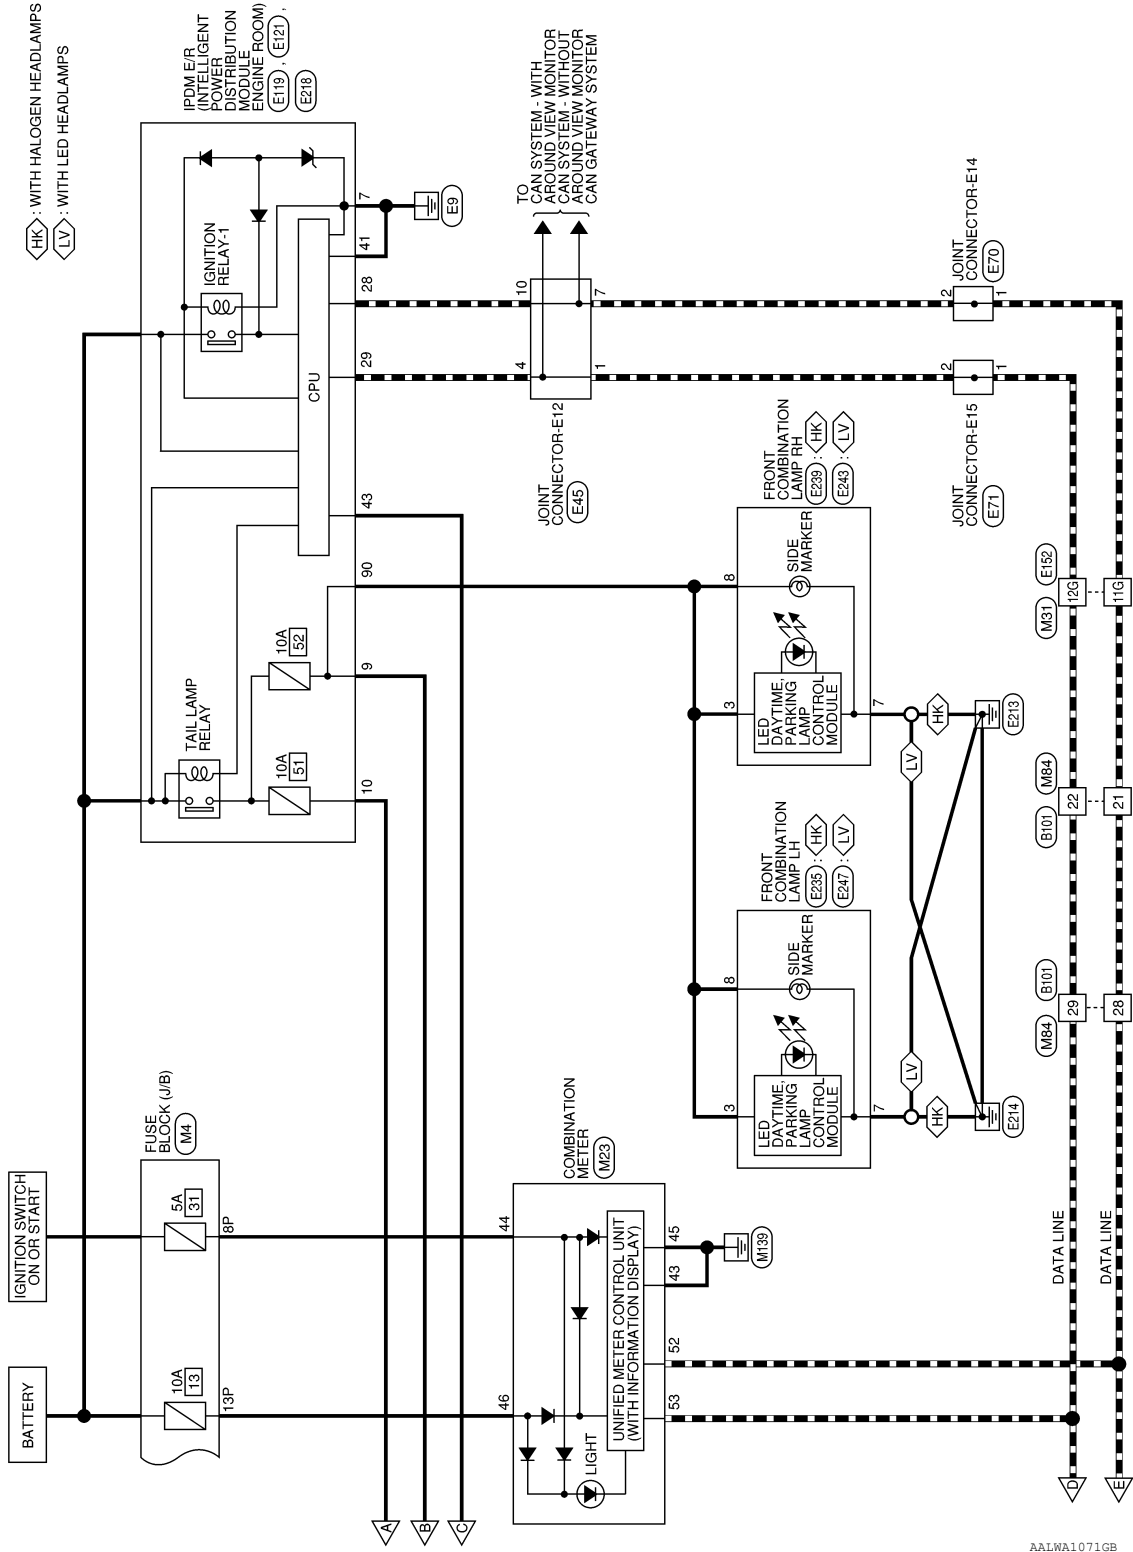 HK : WITH HALOGEN HEADLAMPS
LV : WITH LED HEADLAMPS
BATTERY
IGNITION SWITCH
ON OR START
FUSE
BLOCK (J/B)
M4
10A
13
13P
5A
31
8P
IPDM E/R
(INTELLIGENT
POWER
DISTRIBUTION
MODULE
ENGINE ROOM)
E119 , E121 ,
E218
TAIL LAMP
RELAY
IGNITION
RELAY-1
CPU
10A
51
10A
52
10
9
90
43
29
28
41
7
E9
COMBINATION
METER
M23
46
44
LIGHT
UNIFIED METER CONTROL UNIT
(WITH INFORMATION DISPLAY)
53
52
43
45
M139
JOINT
CONNECTOR-E12
E45
4
10
1
7
TO
CAN SYSTEM - WITH
AROUND VIEW MONITOR
CAN SYSTEM - WITHOUT
AROUND VIEW MONITOR
CAN GATEWAY SYSTEM
FRONT
COMBINATION
LAMP LH
E235 : HK
E247 : LV
3
8
LED
DAYTIME,
PARKING
LAMP
CONTROL
MODULE
SIDE
MARKER
7
LV
HK
E214
FRONT
COMBINATION
LAMP RH
E239 : HK
E243 : LV
3
8
LED
DAYTIME,
PARKING
LAMP
CONTROL
MODULE
SIDE
MARKER
7
LV
HK
E213
JOINT
CONNECTOR-E15
E71
2
1
JOINT
CONNECTOR-E14
E70
2
1
M84
B101
29
28
B101
M84
22
21
M31
E152
12G
11G
DATA LINE
DATA LINE
A
B
C
D
E
AALWA1071GB